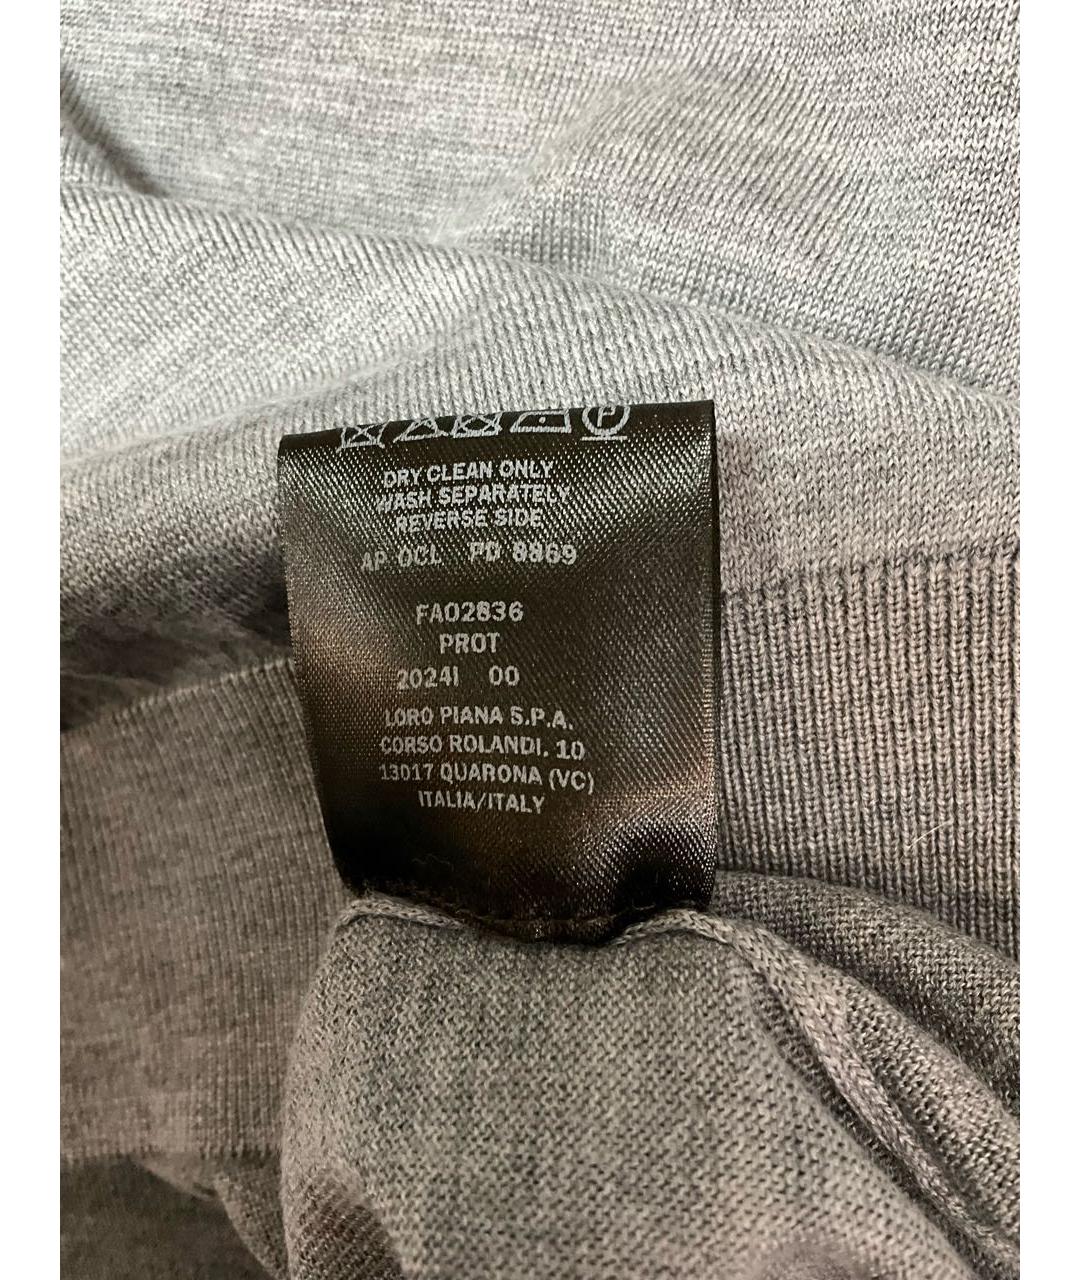 DRY CLEAN ONLY
WASH SEPARATELY
REVERSE SIDE
AP OCL PD 8869
FAO2836
PROT
2024I 00
LORO PIANA S.P.A.
CORSO ROLANDI, 10
13017 QUARONA (VC)
ITALIA/ITALY